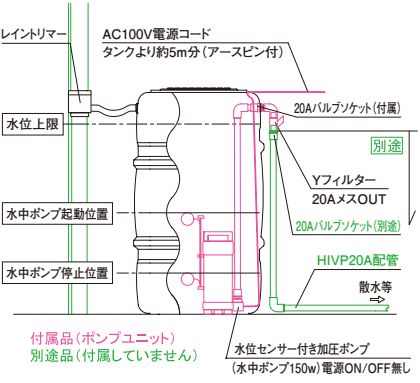 レイントリマー
AC100V電源コード
タンクより約5m分（アースピン付）
20Aバルブソケット（付属）
水位上限
別途
Yフィルター
20AメスOUT
水中ポンプ起動位置
20Aバルブソケット（別途）
HIVP20A配管
水中ポンプ停止位置
散水等
付属品（ポンプユニット）
別途品（付属していません）
水位センサー付き加圧ポンプ
（水中ポンプ150w）電源ON/OFF無し